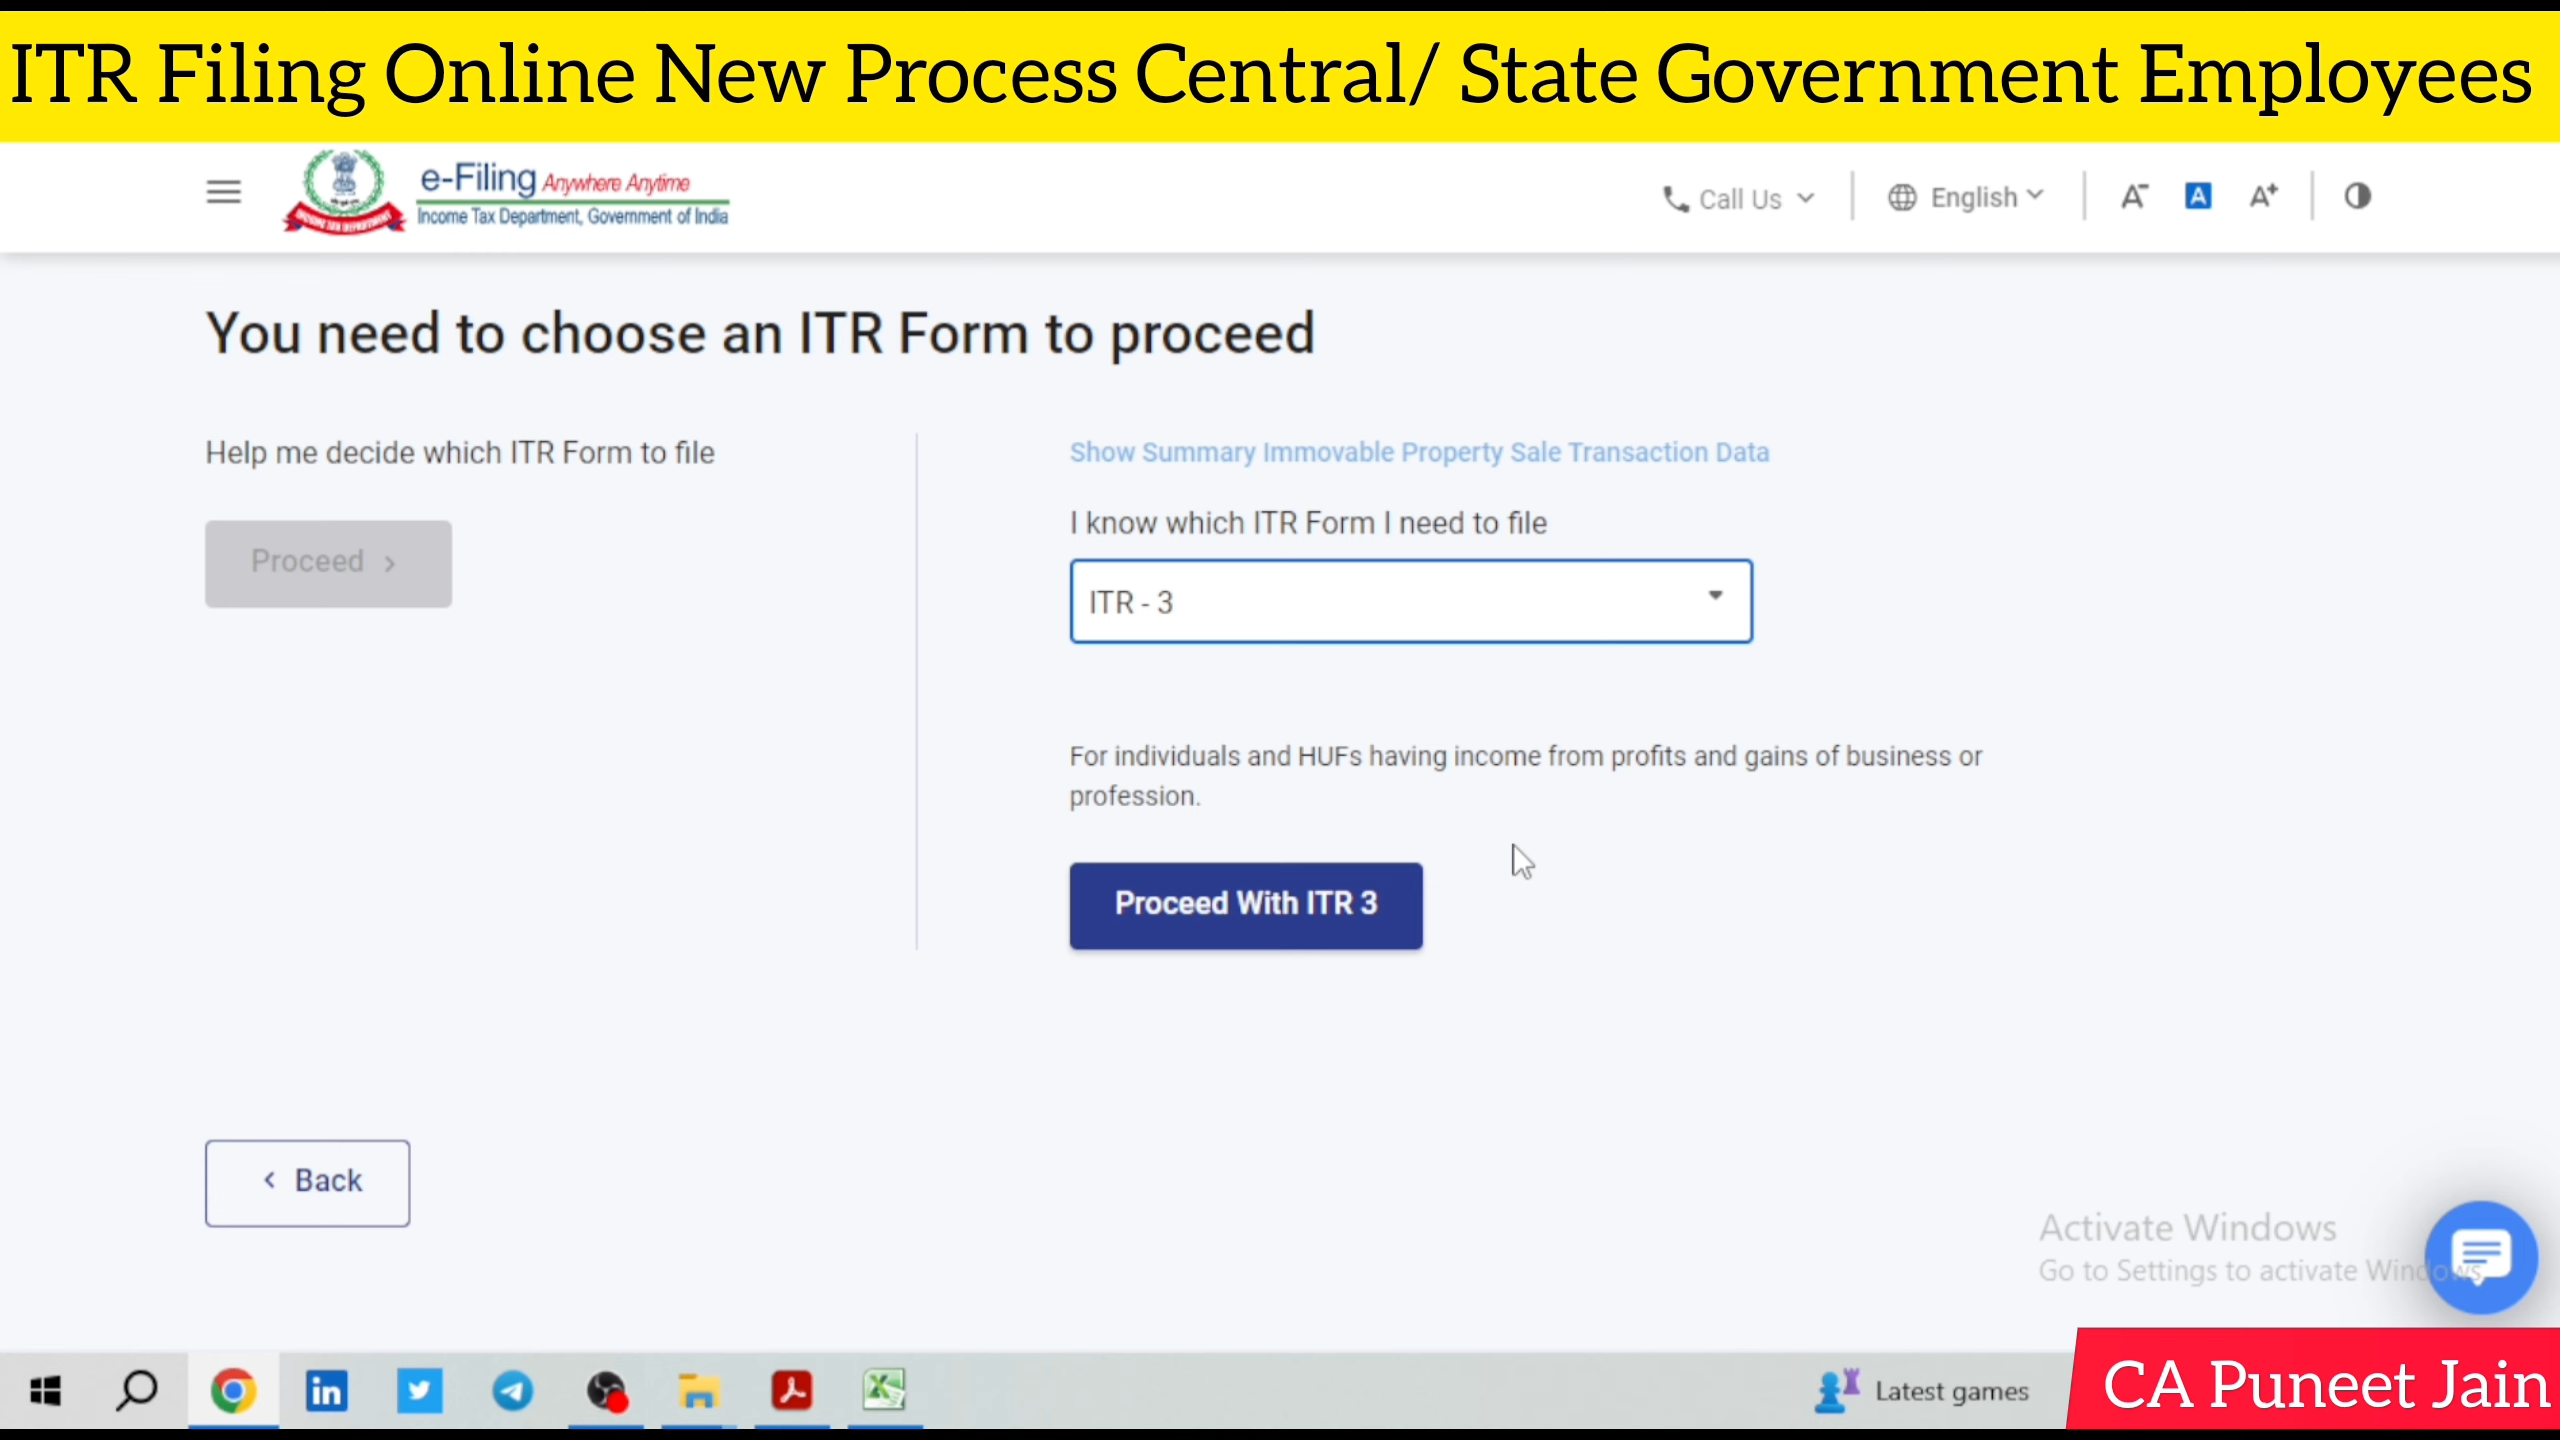 ITR Filing Online New Process Central/ State Government Employees
e-Filing Anywhere Anytime
Income Tax Department, Government of India
INCOME TAX DEPARTMENT
Call Us
English
A- A A+
You need to choose an ITR Form to proceed
Help me decide which ITR Form to file
Proceed >
Show Summary Immovable Property Sale Transaction Data
I know which ITR Form I need to file
ITR - 3
For individuals and HUFs having income from profits and gains of business or
profession.
Proceed With ITR 3
< Back
Activate Windows
Go to Settings to activate Windows.
Latest games
CA Puneet Jain